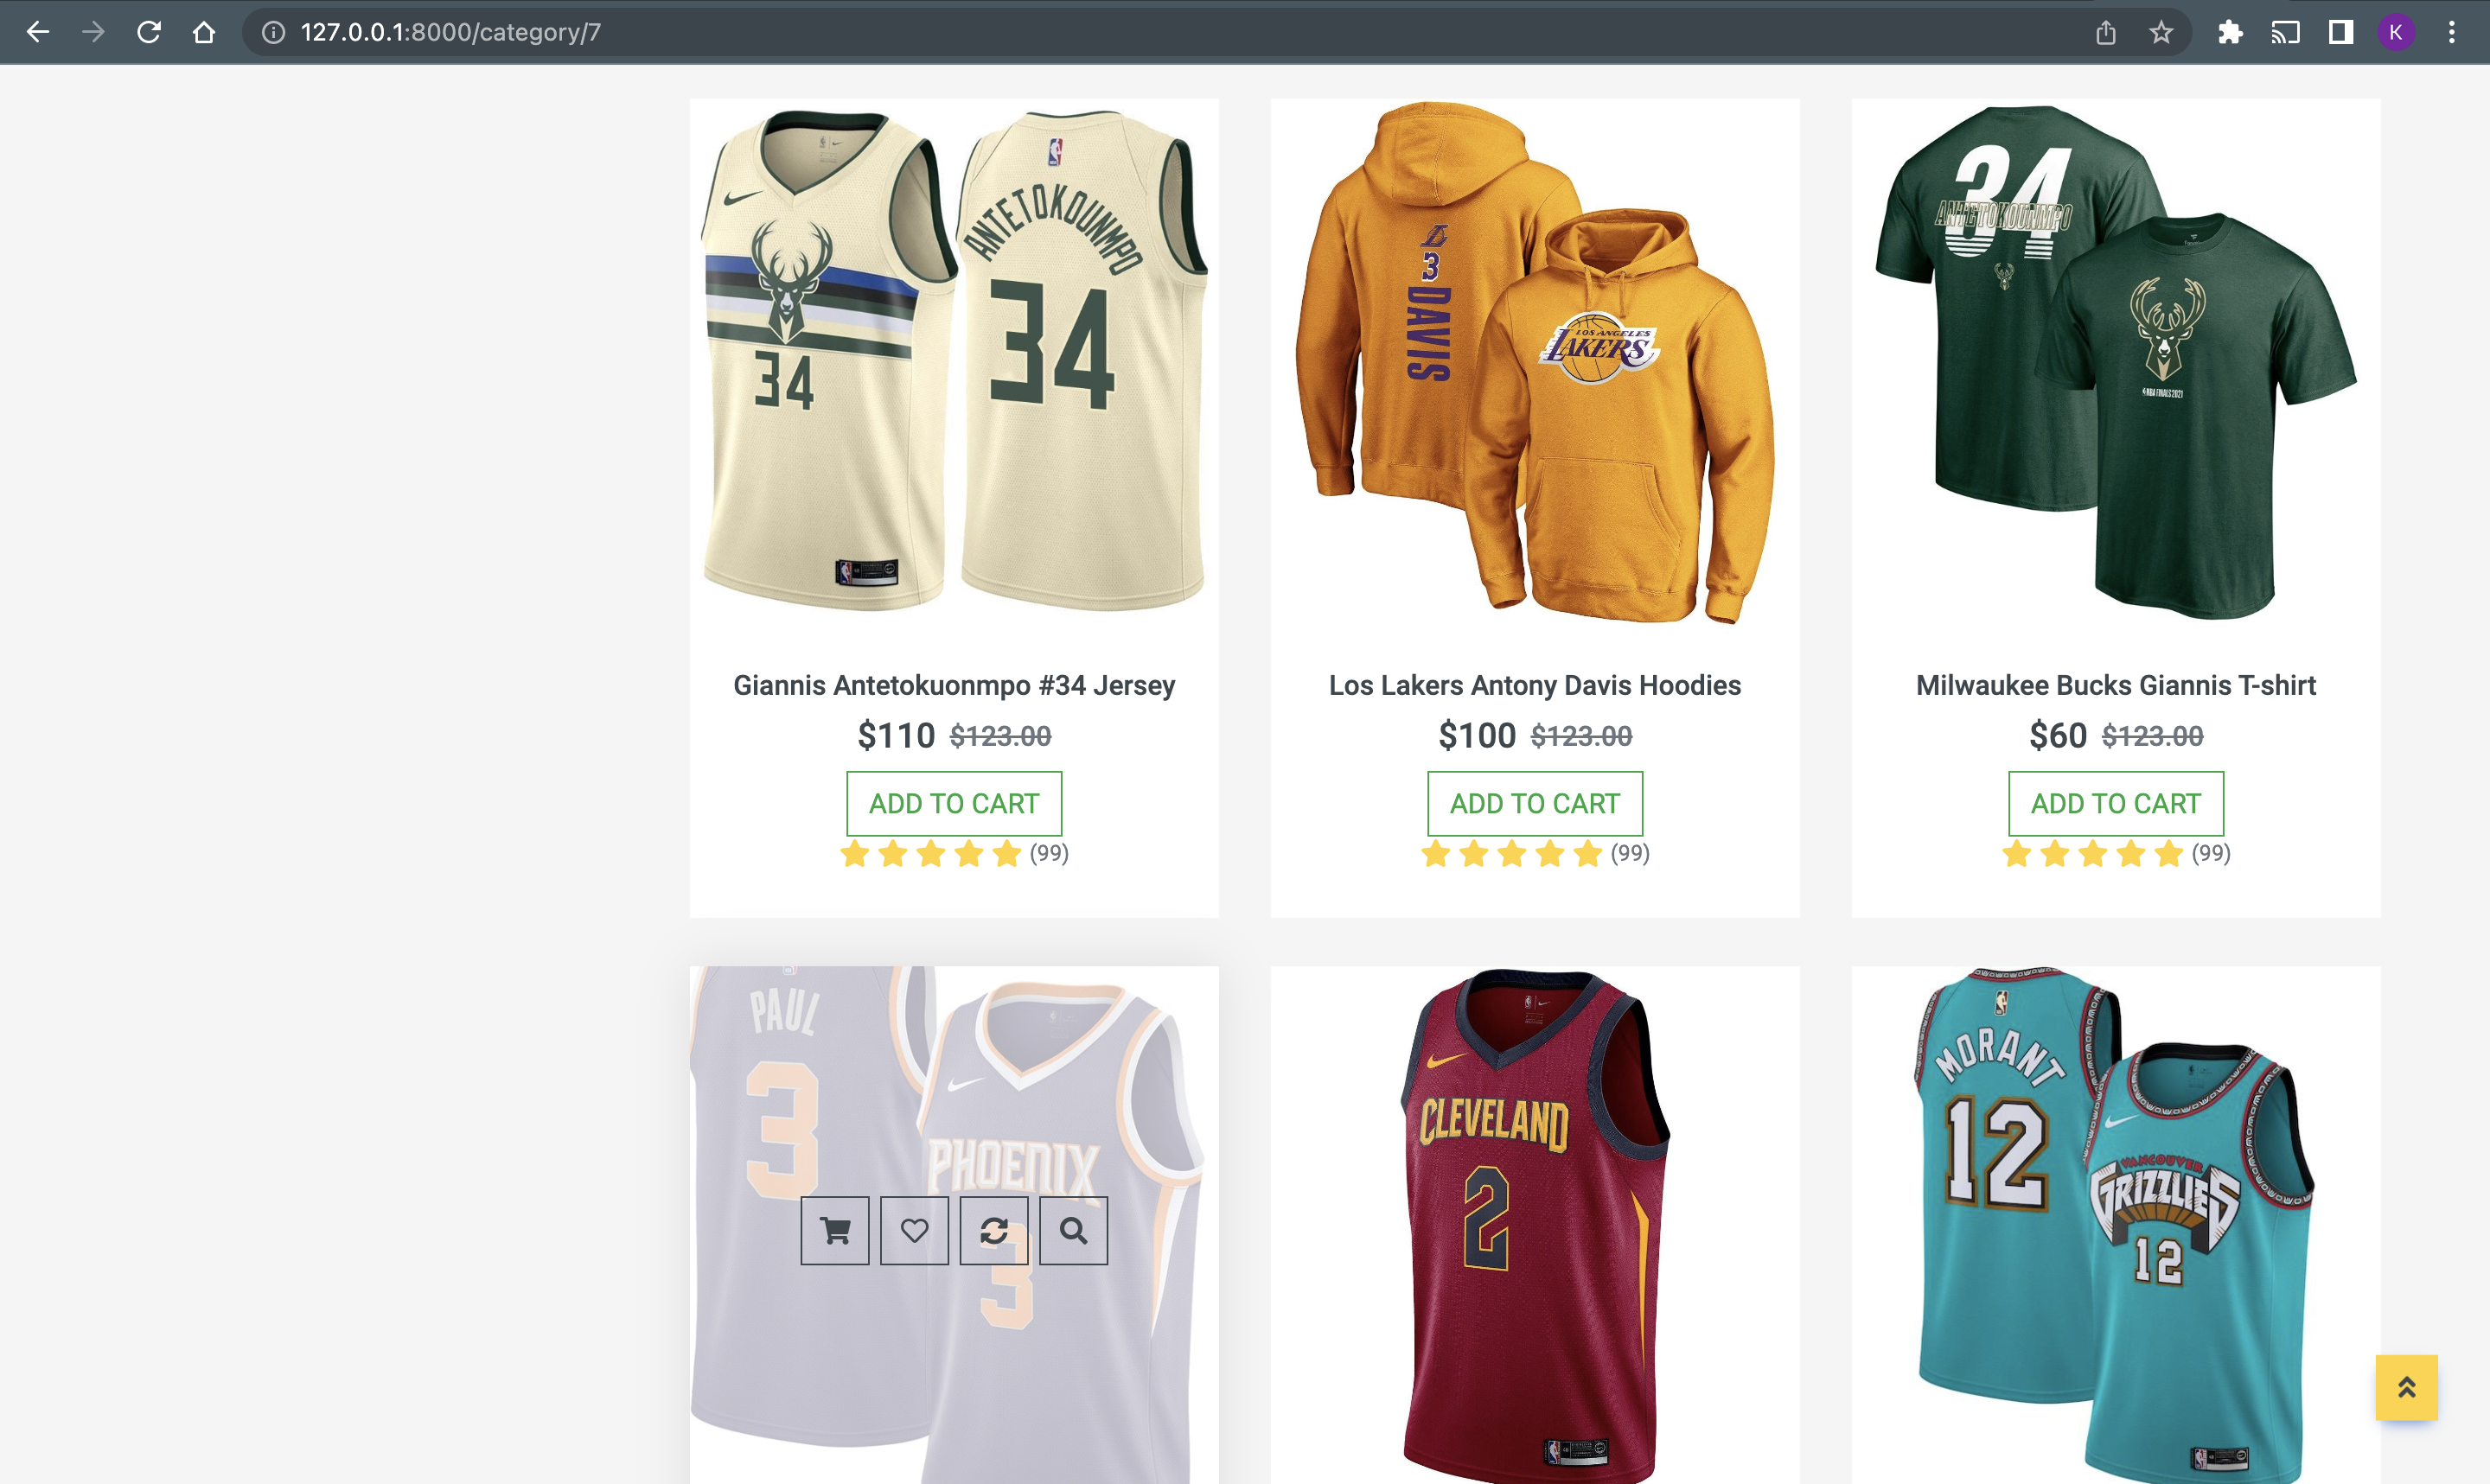 127.0.0.1:8000/category/7
K
ANTETOKOUNMPO
34
34
L
3
DAVIS
LOS ANGELES
LAKERS
34
ANTETOKOUNMPO
NBA FINALS 2021
Giannis Antetokuonmpo #34 Jersey
$110 $123.00
ADD TO CART
(99)
Los Lakers Antony Davis Hoodies
$100 $123.00
ADD TO CART
(99)
Milwaukee Bucks Giannis T-shirt
$60 $123.00
ADD TO CART
(99)
PAUL
3
PHOENIX
3
CLEVELAND
2
MORANT
12
VANCOUVER
GRIZZLIES
12